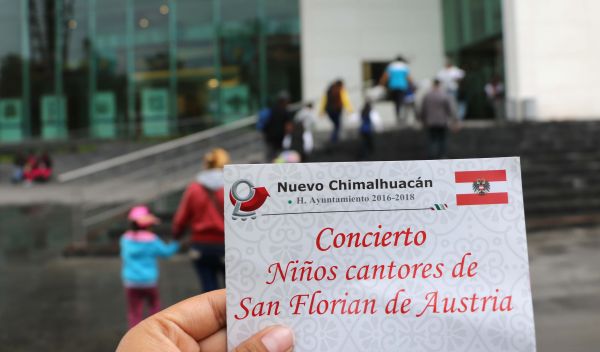 Nuevo Chimalhuacán
• H. Ayuntamiento 2016-2018
Concierto
Niños cantores de
San Florian de Austria